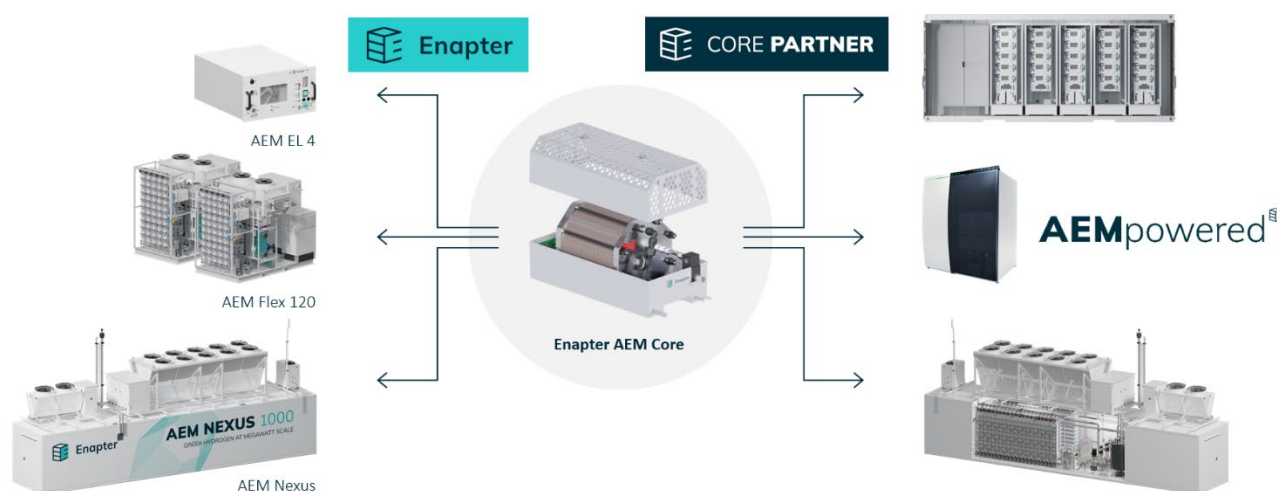 Enapter
CORE PARTNER
AEM EL 4
AEM Flex 120
Enapter AEM Core
AEMpowered
Enapter
AEM NEXUS 1000
GREEN HYDROGEN AT MEGAWATT SCALE
Enapter
AEM Nexus